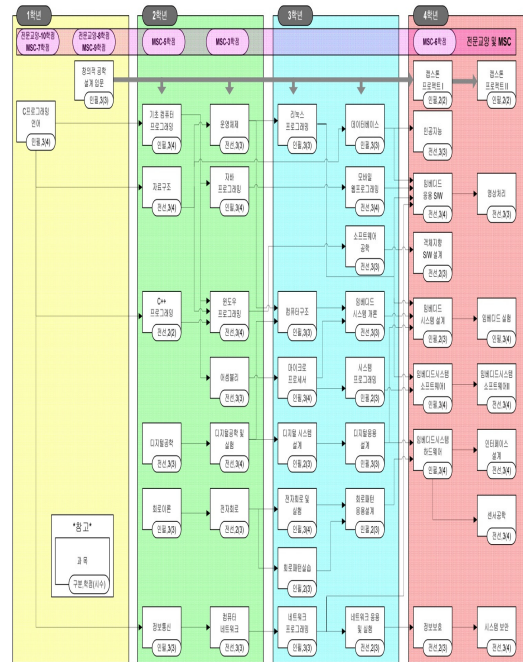 1학년
2학년
3학년
4학년
전문교양-10학점
MSC-7학점
전문교양-8학점
MSC-9학점
MSC-5학점
MSC-3학점
MSC-6학점
전문교양 및 MSC
창의적 공학
설계 입문
인필,3(3)
캡스톤
프로젝트 I
인필,2(2)
캡스톤
프로젝트 II
인필,2(2)
C프로그래밍
언어
인필,3(4)
기초 컴퓨터
프로그래밍
인필,3(4)
운영체제
전선,3(3)
리눅스
프로그래밍
인필,3(3)
데이터베이스
인필,3(3)
인공지능
전선,3(3)
자료구조
전선,3(4)
자바
프로그래밍
인필,3(4)
모바일
웹프로그래밍
인필,3(4)
임베디드
응용 S/W
전선,3(4)
영상처리
전선,3(3)
소프트웨어
공학
전선,3(3)
객체지향
S/W 설계
전선,2(3)
C++
프로그래밍
전선,2(2)
윈도우
프로그래밍
전선,3(4)
컴퓨터구조
인필,3(3)
임베디드
시스템 개론
인필,3(3)
임베디드
시스템 설계
인필,2(3)
임베디드 실험
인필,3(3)
어셈블리
전선,3(3)
마이크로
프로세서
인필,3(4)
시스템
프로그래밍
전선,2(3)
임베디드시스템
소프트웨어I
인필,3(4)
임베디드시스템
소프트웨어II
인필,3(4)
디지털공학
전선,3(3)
디지털공학 및
실험
전선,3(4)
디지털 시스템
설계
인필,2(3)
디지털응용
설계
전선,3(3)
임베디드시스템
하드웨어
인필,3(4)
인터페이스
설계
인필,3(4)
회로이론
인필,3(3)
전자회로
전선,2(3)
전자회로 및
실험
인필,3(4)
회로패턴
응용설계
인필,2(3)
센서공학
전선,3(4)
회로패턴실습
인필,2(3)
*참고*
과 목
구분,학점(시수)
정보통신
전선,3(3)
컴퓨터
네트워크
인필,3(3)
네트워크
프로그래밍
인필,3(3)
네트워크 응용
및 실험
전선,2(3)
정보보호
전선,2(3)
시스템 보안
전선,3(4)